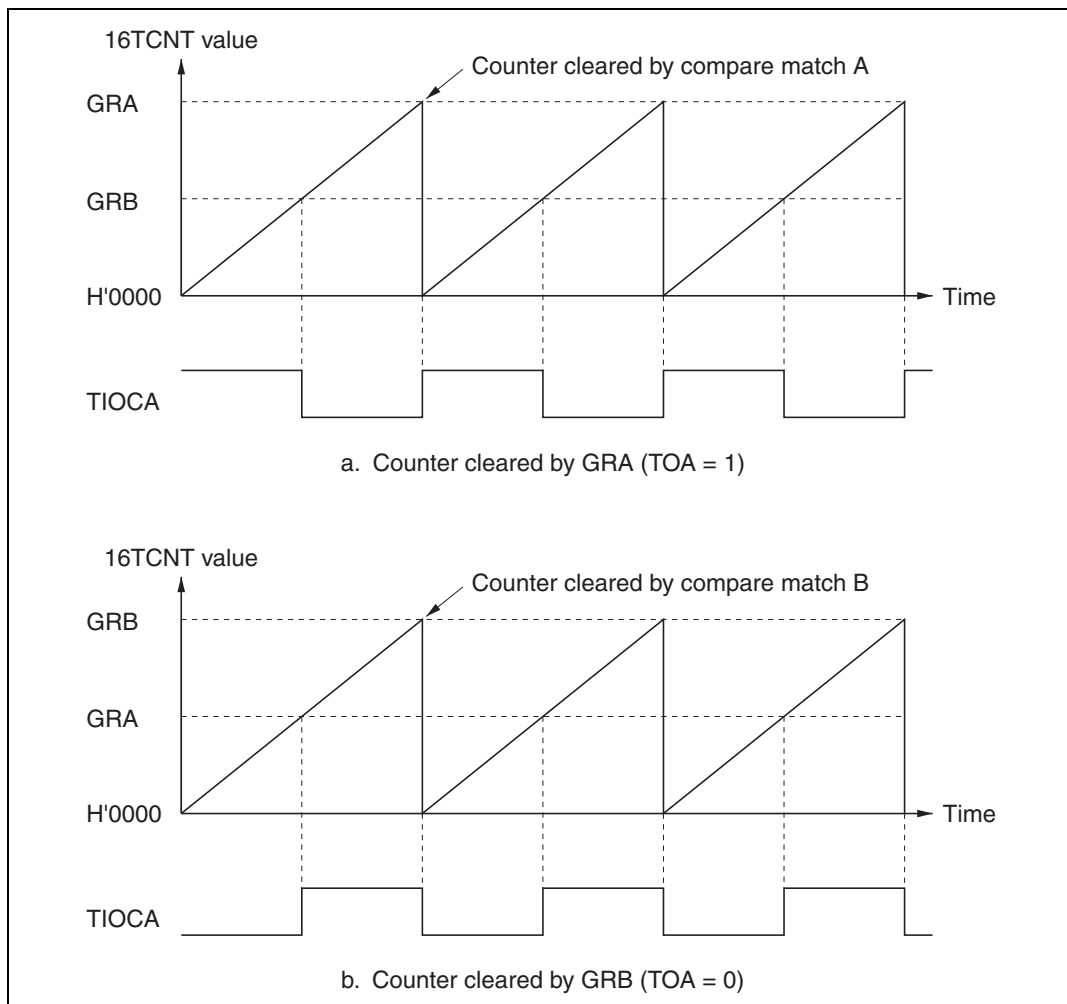 16TCNT value
Counter cleared by compare match A
GRA
GRB
H'0000
Time
TIOCA
a. Counter cleared by GRA (TOA = 1)
16TCNT value
Counter cleared by compare match B
GRB
GRA
H'0000
Time
TIOCA
b. Counter cleared by GRB (TOA = 0)